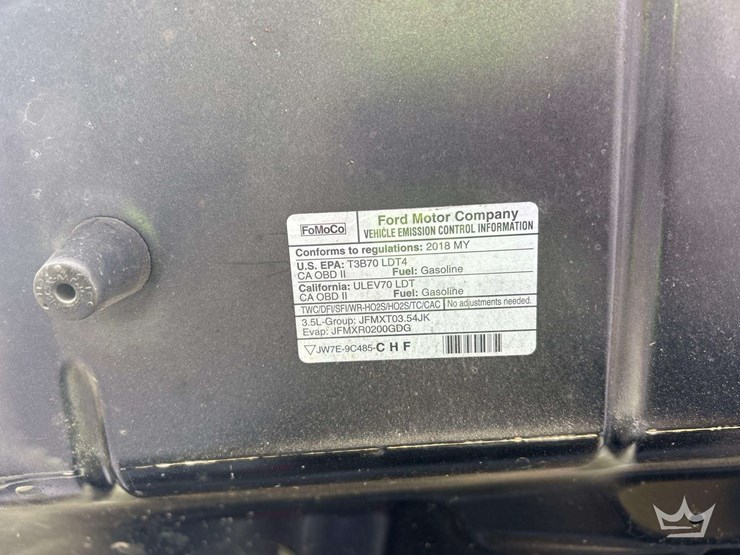 FoMoCo
Ford Motor Company
VEHICLE EMISSION CONTROL INFORMATION
Conforms to regulations: 2018 MY
U.S. EPA: T3B70 LDT4
CA OBD II Fuel: Gasoline
California: ULEV70 LDT
CA OBD II Fuel: Gasoline
TWC/DFI/SFI/WR-HO2S/HO2S/TC/CAC No adjustments needed.
3.5L-Group: JFMXT03.54JK
Evap: JFMXR0200GDG
JW7E-9C485-CHF